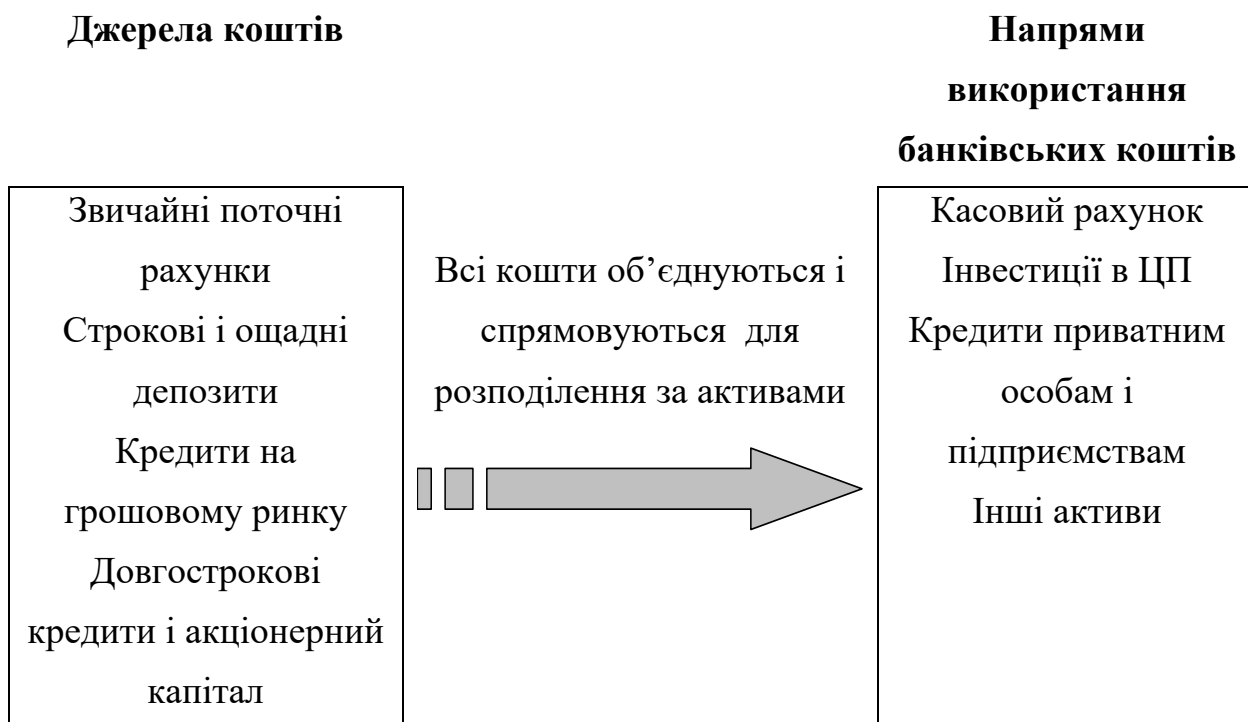 Джерела коштів
Напрями
використання
банківських коштів
Звичайні поточні
рахунки
Строкові і ощадні
депозити
Кредити на
грошовому ринку
Довгострокові
кредити і акціонерний
капітал
Всі кошти об’єднуються і
спрямовуються для
розподілення за активами
Касовий рахунок
Інвестиції в ЦП
Кредити приватним
особам і
підприємствам
Інші активи